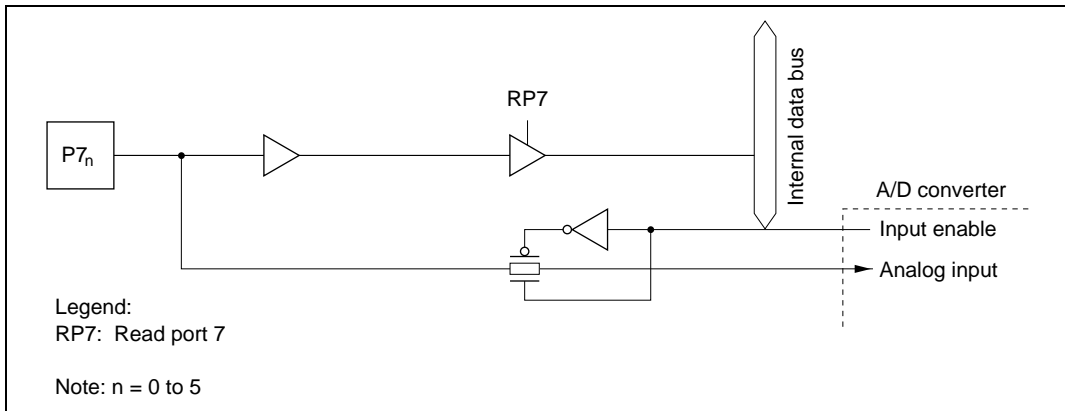 RP7
P7n
Internal data bus
A/D converter
Input enable
Analog input
Legend:
RP7: Read port 7
Note: n = 0 to 5